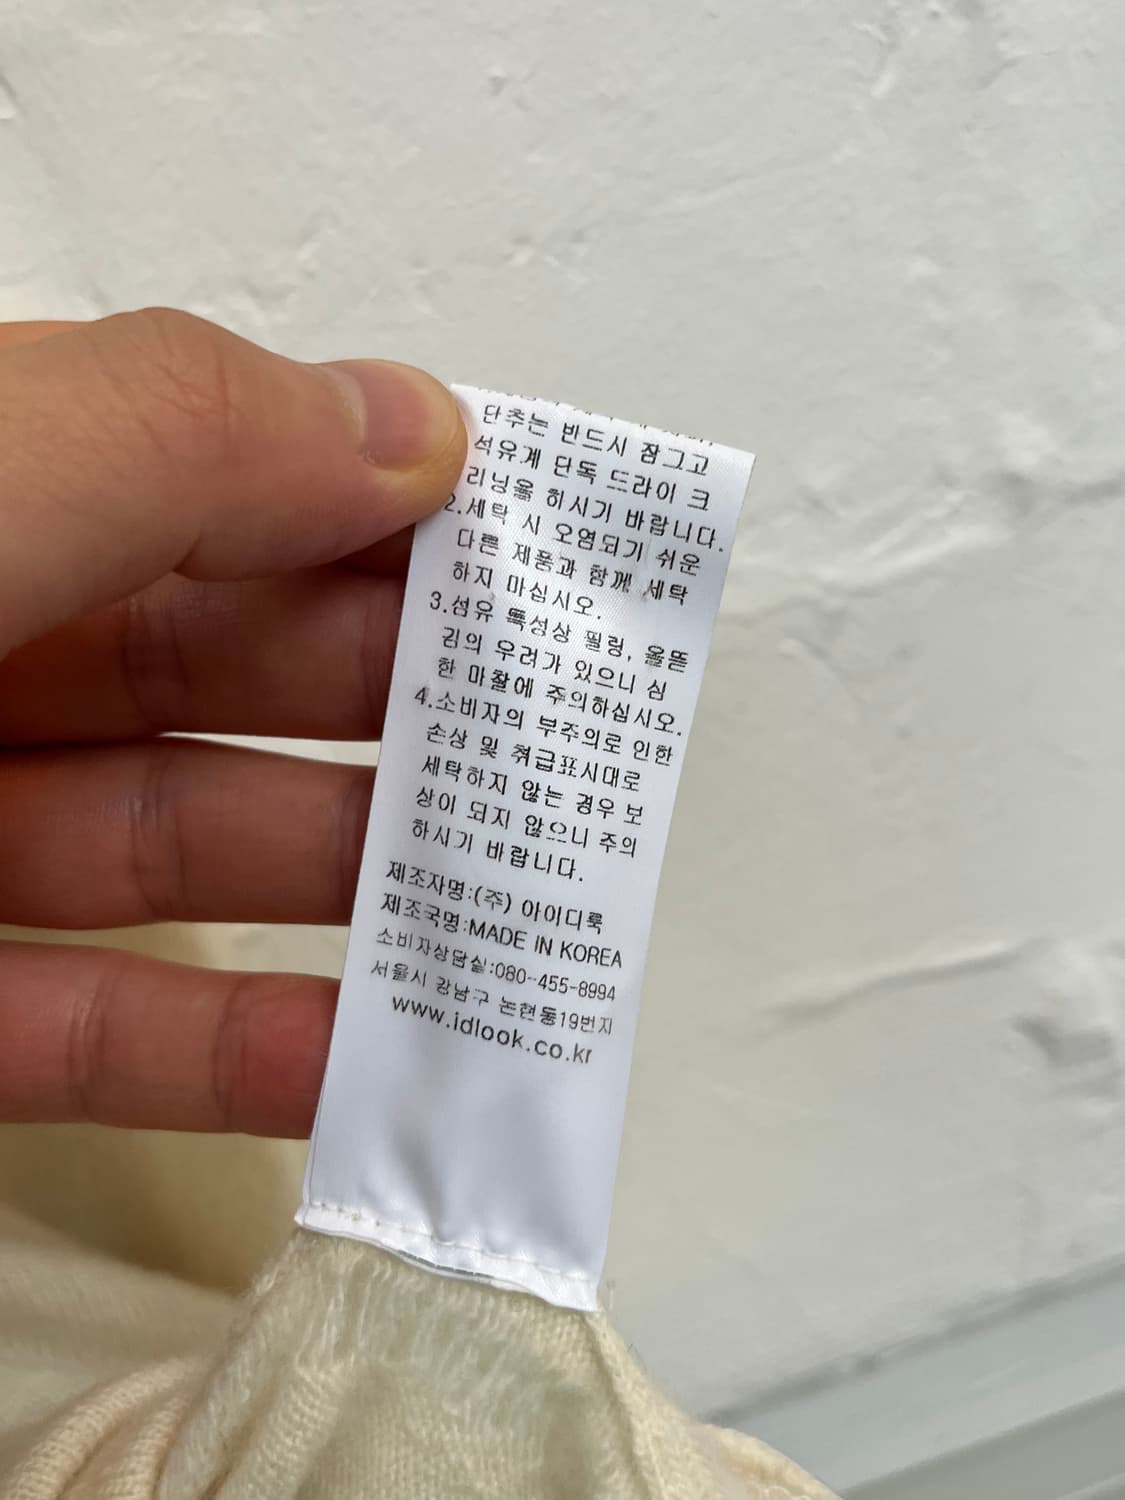 단추는 반드시 잠그고
석유계 단독 드라이 크
리닝을 하시기 바랍니다.
2.세탁 시 오염되기 쉬운
다른 제품과 함께 세탁
하지 마십시오.
3.섬유 특성상 필링, 올뜯
김의 우려가 있으니 심
한 마찰에 주의하십시오.
4.소비자의 부주의로 인한
손상 및 취급표시대로
세탁하지 않는 경우 보
상이 되지 않으니 주의
하시기 바랍니다.
제조자명:(주) 아이디룩
제조국명:MADE IN KOREA
소비자상담실:080-455-8994
서울시 강남구 논현동19번지
www.idlook.co.kr